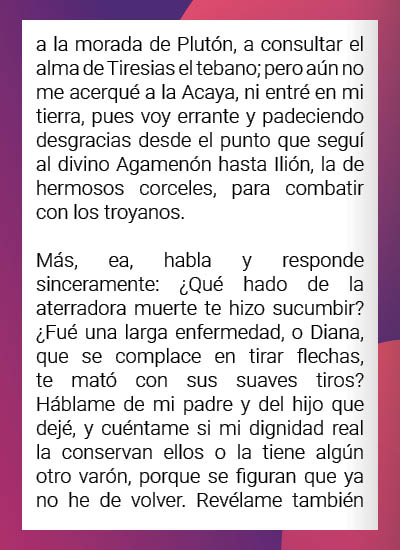 a la morada de Plutón, a consultar el
alma de Tiresias el tebano; pero aún no
me acerqué a la Acaya, ni entré en mi
tierra, pues voy errante y padeciendo
desgracias desde el punto que seguí
al divino Agamenón hasta Ilión, la de
hermosos corceles, para combatir
con los troyanos.

Más, ea, habla y responde
sinceramente: ¿Qué hado de la
aterradora muerte te hizo sucumbir?
¿Fué una larga enfermedad, o Diana,
que se complace en tirar flechas,
te mató con sus suaves tiros?
Háblame de mi padre y del hijo que
dejé, y cuéntame si mi dignidad real
la conservan ellos o la tiene algún
otro varón, porque se figuran que ya
no he de volver. Revélame también